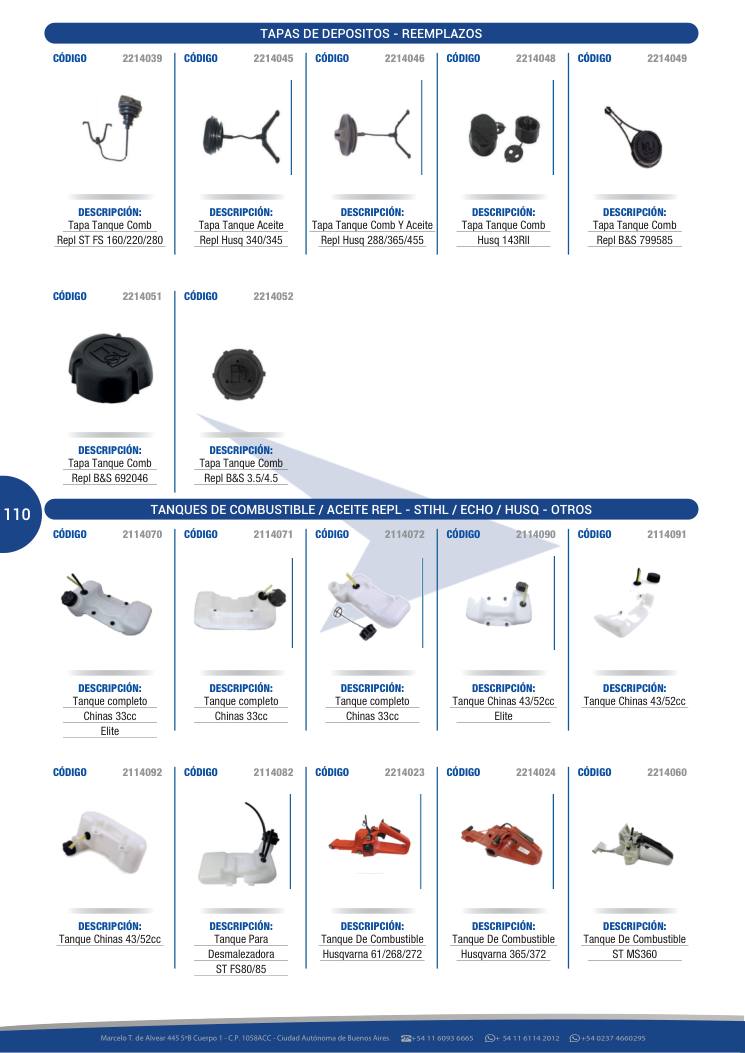 TAPAS DE DEPOSITOS - REEMPLAZOS
CÓDIGO 2214039
DESCRIPCIÓN:
Tapa Tanque Comb
Repl ST FS 160/220/280
CÓDIGO 2214045
DESCRIPCIÓN:
Tapa Tanque Aceite
Repl Husq 340/345
CÓDIGO 2214046
DESCRIPCIÓN:
Tapa Tanque Comb Y Aceite
Repl Husq 288/365/455
CÓDIGO 2214048
DESCRIPCIÓN:
Tapa Tanque Comb
Husq 143RII
CÓDIGO 2214049
DESCRIPCIÓN:
Tapa Tanque Comb
Repl B&S 799585
CÓDIGO 2214051
DESCRIPCIÓN:
Tapa Tanque Comb
Repl B&S 692046
CÓDIGO 2214052
DESCRIPCIÓN:
Tapa Tanque Comb
Repl B&S 3.5/4.5
110
TANQUES DE COMBUSTIBLE / ACEITE REPL - STIHL / ECHO / HUSQ - OTROS
CÓDIGO 2114070
DESCRIPCIÓN:
Tanque completo
Chinas 33cc
Elite
CÓDIGO 2114071
DESCRIPCIÓN:
Tanque completo
Chinas 33cc
CÓDIGO 2114072
DESCRIPCIÓN:
Tanque completo
Chinas 33cc
CÓDIGO 2114090
DESCRIPCIÓN:
Tanque Chinas 43/52cc
Elite
CÓDIGO 2114091
DESCRIPCIÓN:
Tanque Chinas 43/52cc
CÓDIGO 2114092
DESCRIPCIÓN:
Tanque Chinas 43/52cc
CÓDIGO 2114082
DESCRIPCIÓN:
Tanque Para
Desmalezadora
ST FS80/85
CÓDIGO 2214023
DESCRIPCIÓN:
Tanque De Combustible
Husqvarna 61/268/272
CÓDIGO 2214024
DESCRIPCIÓN:
Tanque De Combustible
Husqvarna 365/372
CÓDIGO 2214060
DESCRIPCIÓN:
Tanque De Combustible
ST MS360
Marcelo T. de Alvear 445 5ºB Cuerpo 1 - C.P. 1058ACC - Ciudad Autónoma de Buenos Aires. +54 11 6093 6665 + 54 11 6114 2012 +54 0237 4660295